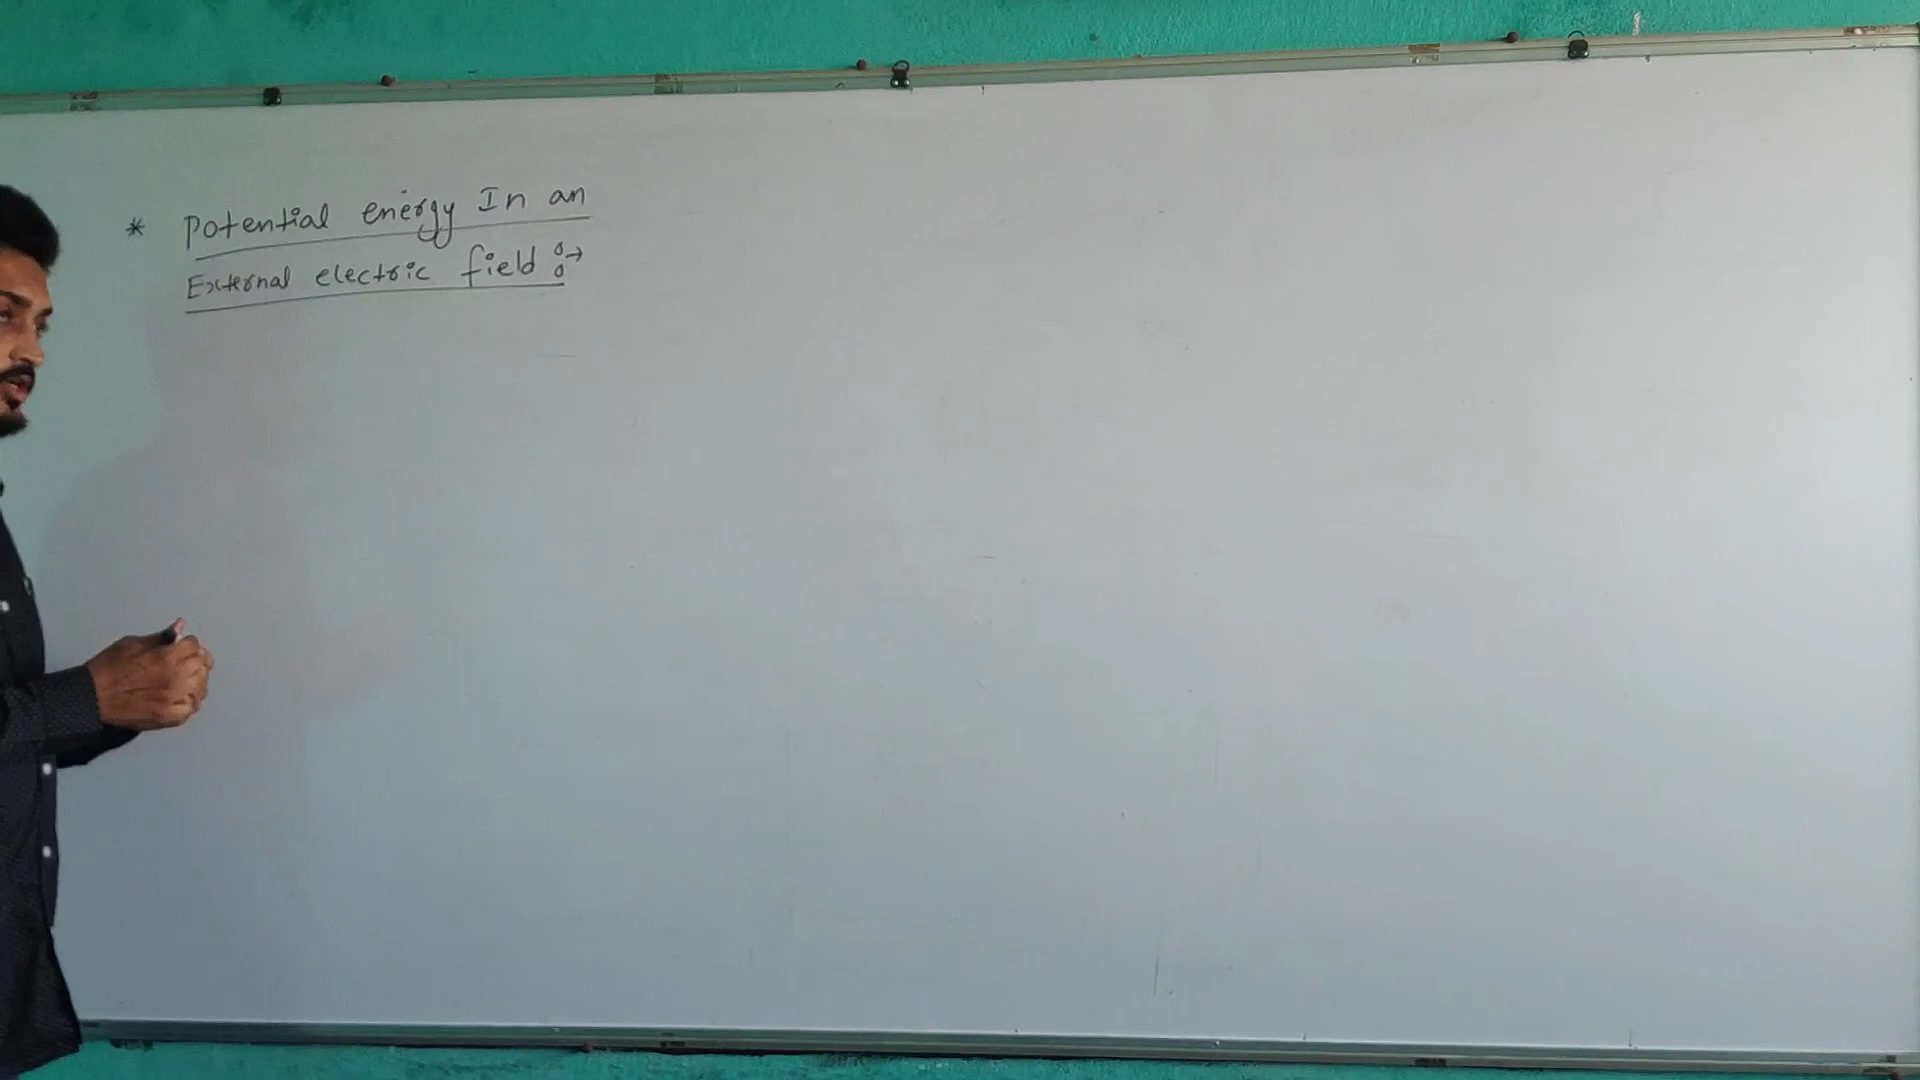 * Potential energy In an
External electric field :→